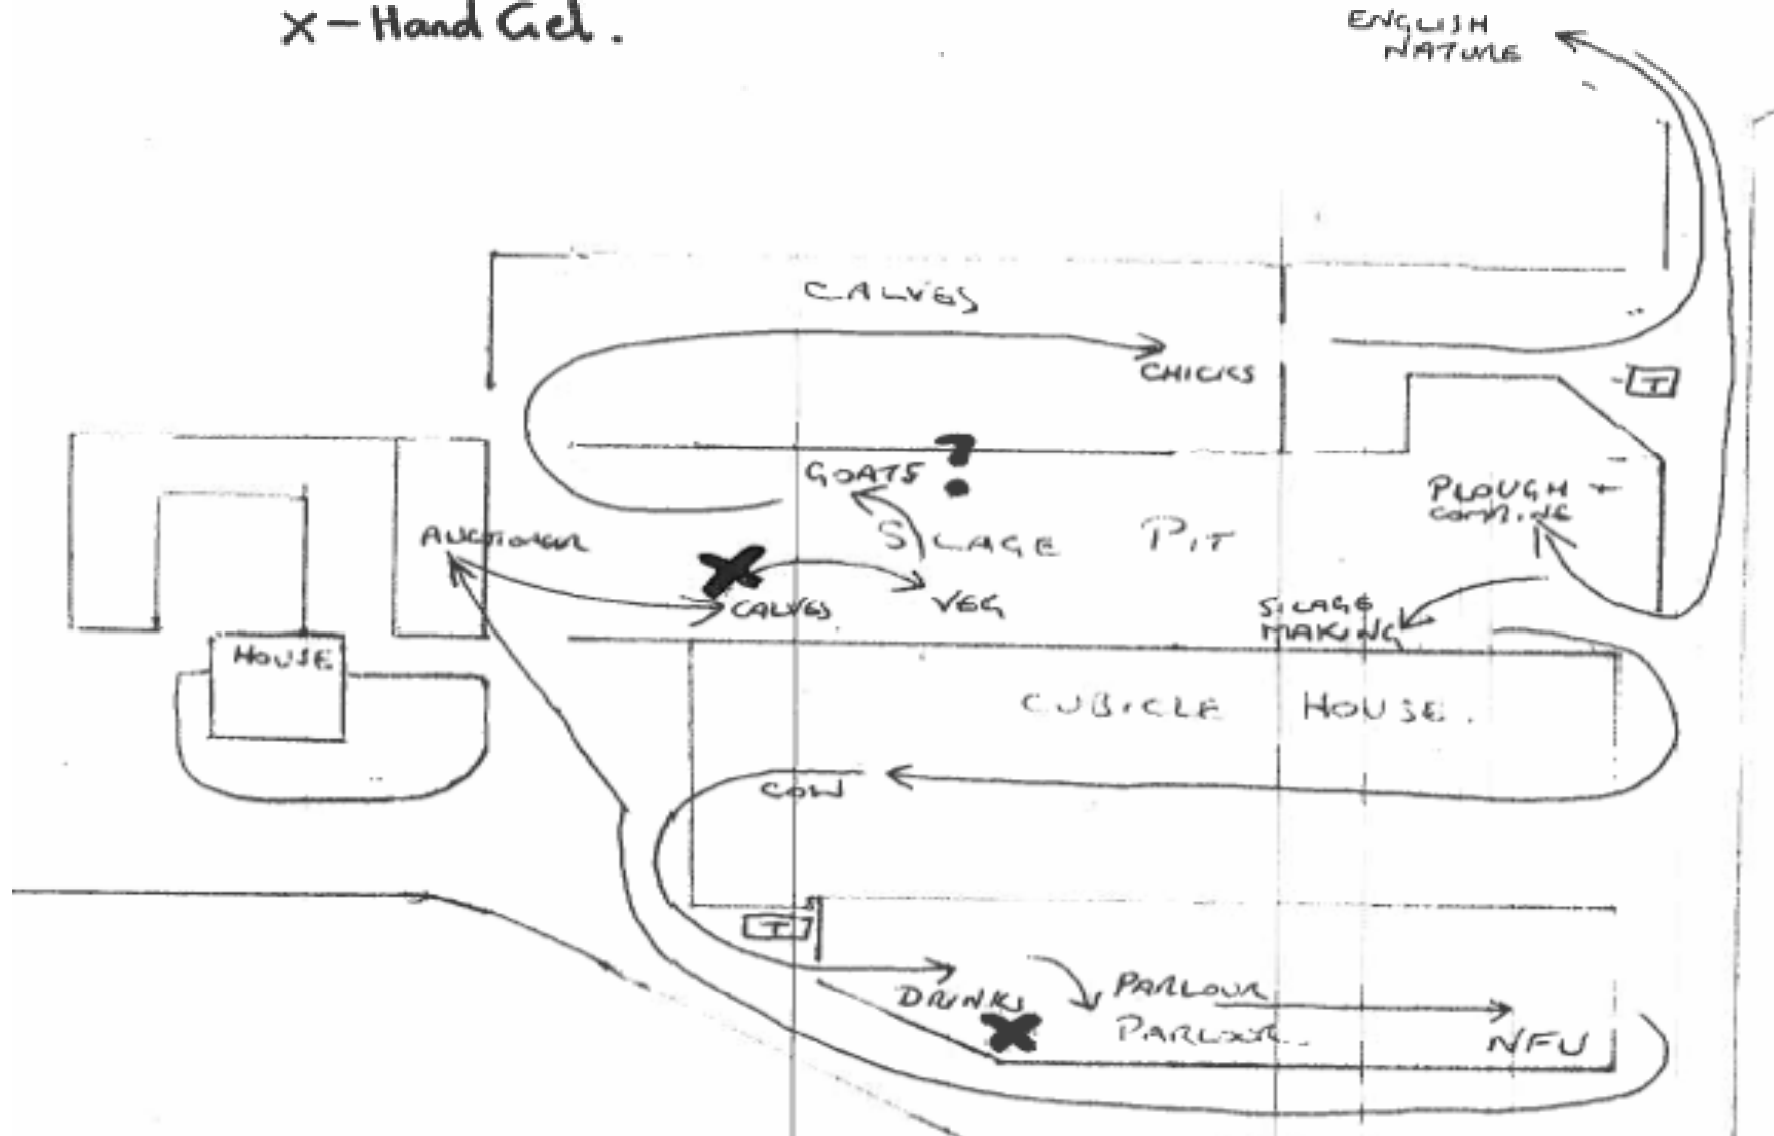 X - Hand Gel.
ENGLISH
NATURE
CALVES
CHICKS
T
GOATS ?
PLOUGH
COMBINE
AUCTIONEER
SILAGE PIT
CALVES
VEG
SILAGE
MAKING
HOUSE
CUBICLE HOUSE.
COW
T
DRINKS
PARLOUR
PARLOUR.
NFU